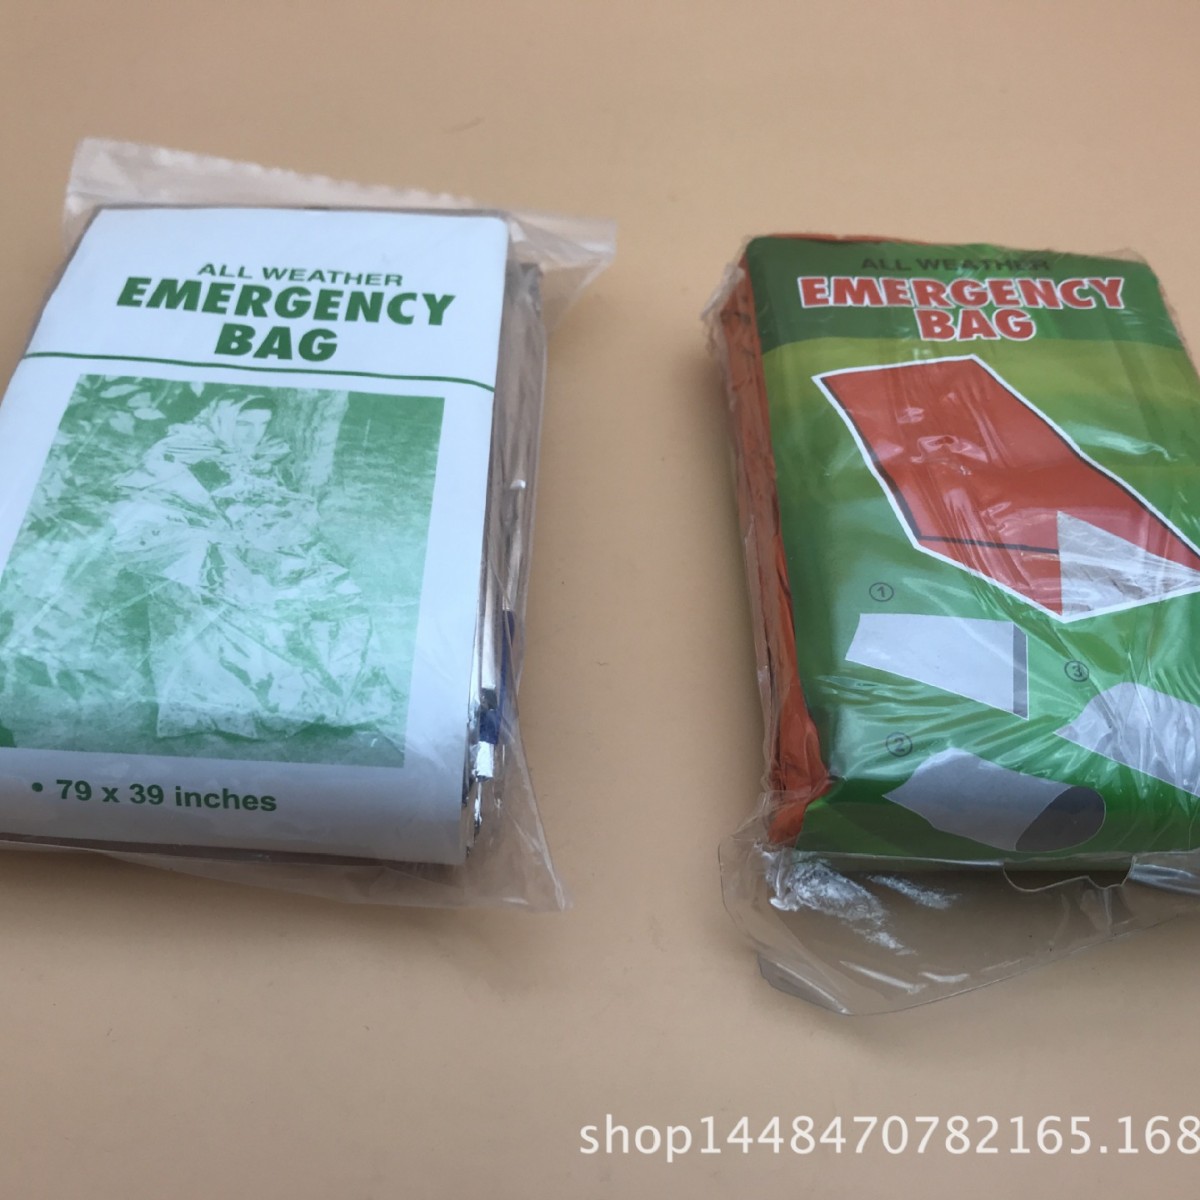 ALL WEATHER
EMERGENCY
BAG
• 79 x 39 inches
ALL WEATHER
EMERGENCY
BAG
①
③
②
shop1448470782165.168